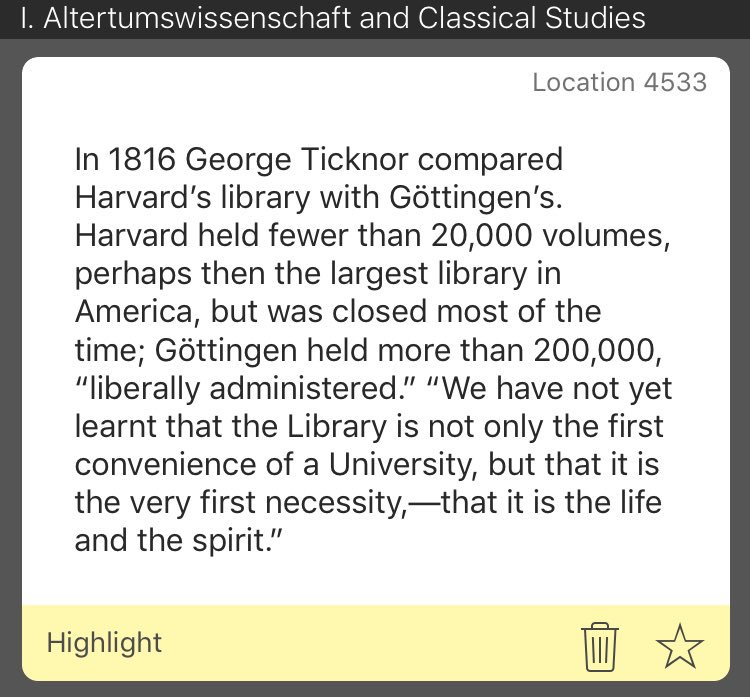 I. Altertumswissenschaft and Classical Studies
Location 4533
In 1816 George Ticknor compared
Harvard’s library with Göttingen’s.
Harvard held fewer than 20,000 volumes,
perhaps then the largest library in
America, but was closed most of the
time; Göttingen held more than 200,000,
“liberally administered.” “We have not yet
learnt that the Library is not only the first
convenience of a University, but that it is
the very first necessity,—that it is the life
and the spirit.”
Highlight